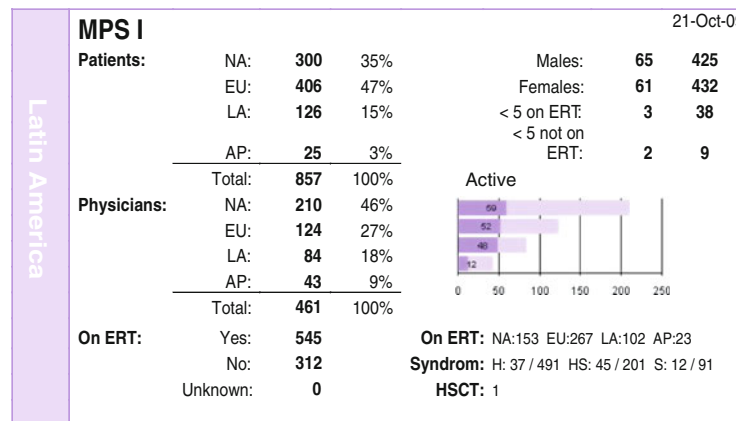 Latin America
MPS I 21-Oct-09
Patients: NA: 300 35% Males: 65 425
EU: 406 47% Females: 61 432
LA: 126 15% < 5 on ERT: 3 38
< 5 not on
AP: 25 3% ERT: 2 9
Total: 857 100% Active
Physicians: NA: 210 46% 59
EU: 124 27% 52
LA: 84 18% 48
AP: 43 9% 12
0 50 100 150 200 250
Total: 461 100%
On ERT: Yes: 545 On ERT: NA:153 EU:267 LA:102 AP:23
No: 312 Syndrom: H: 37 / 491 HS: 45 / 201 S: 12 / 91
Unknown: 0 HSCT: 1